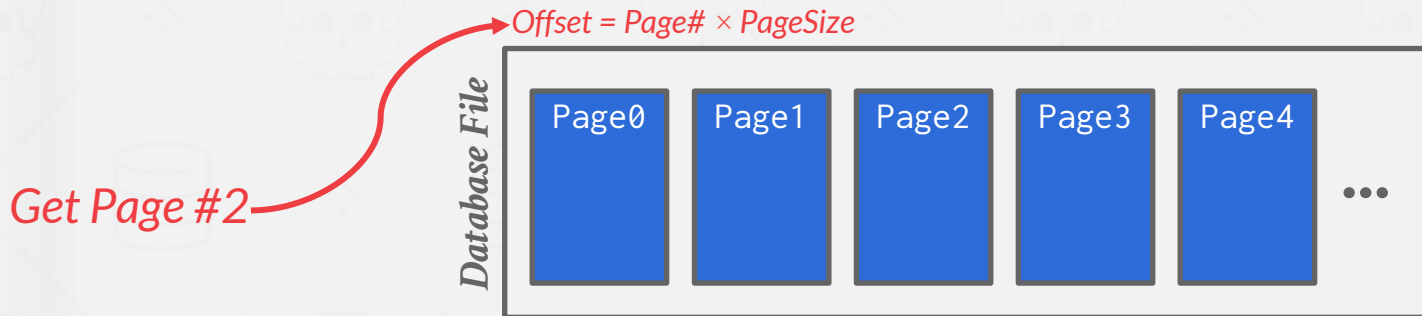 Offset = Page# × PageSize
Database File
Page0 Page1 Page2 Page3 Page4
Get Page #2
•••